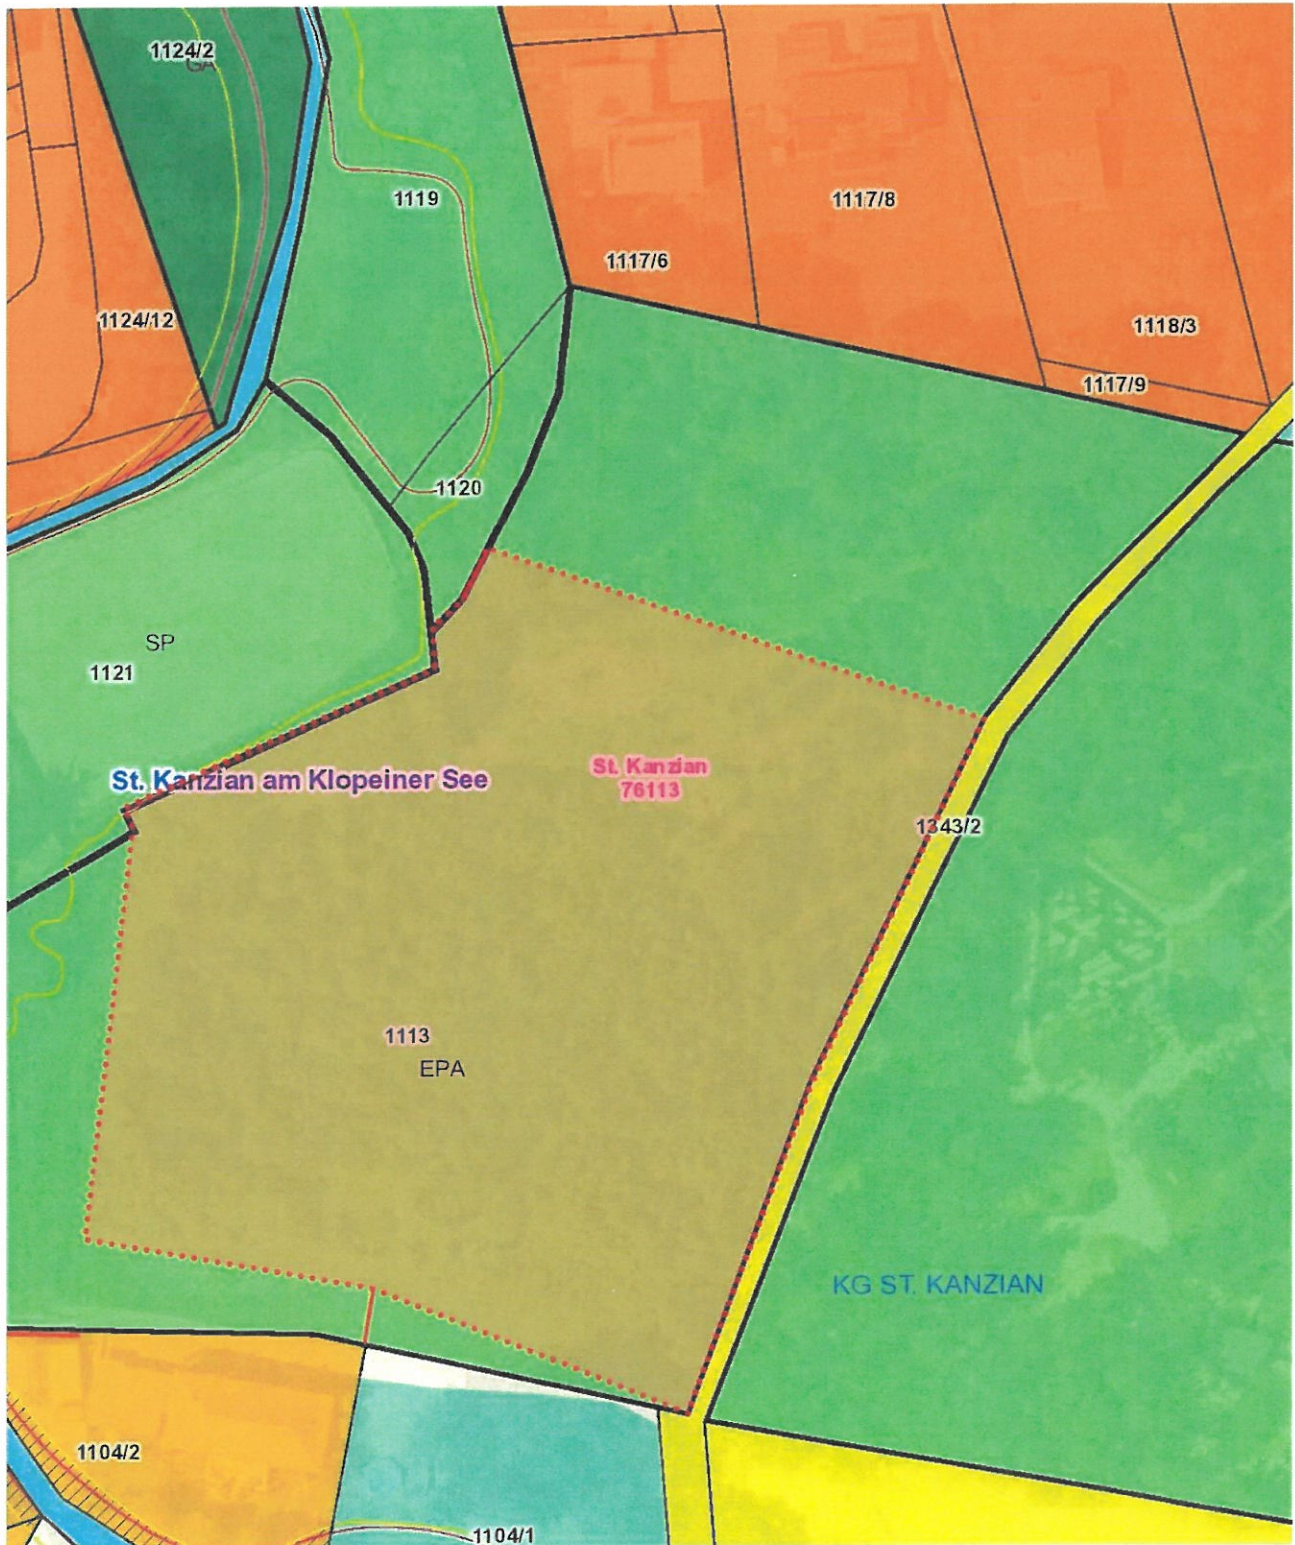 1124/2
GA
1119
1117/8
1117/6
1124/12
1118/3
1117/9
1120
SP
1121
St. Kanzian am Klopeiner See
St. Kanzian
76113
1343/2
1113
EPA
KG ST. KANZIAN
1104/2
1104/1